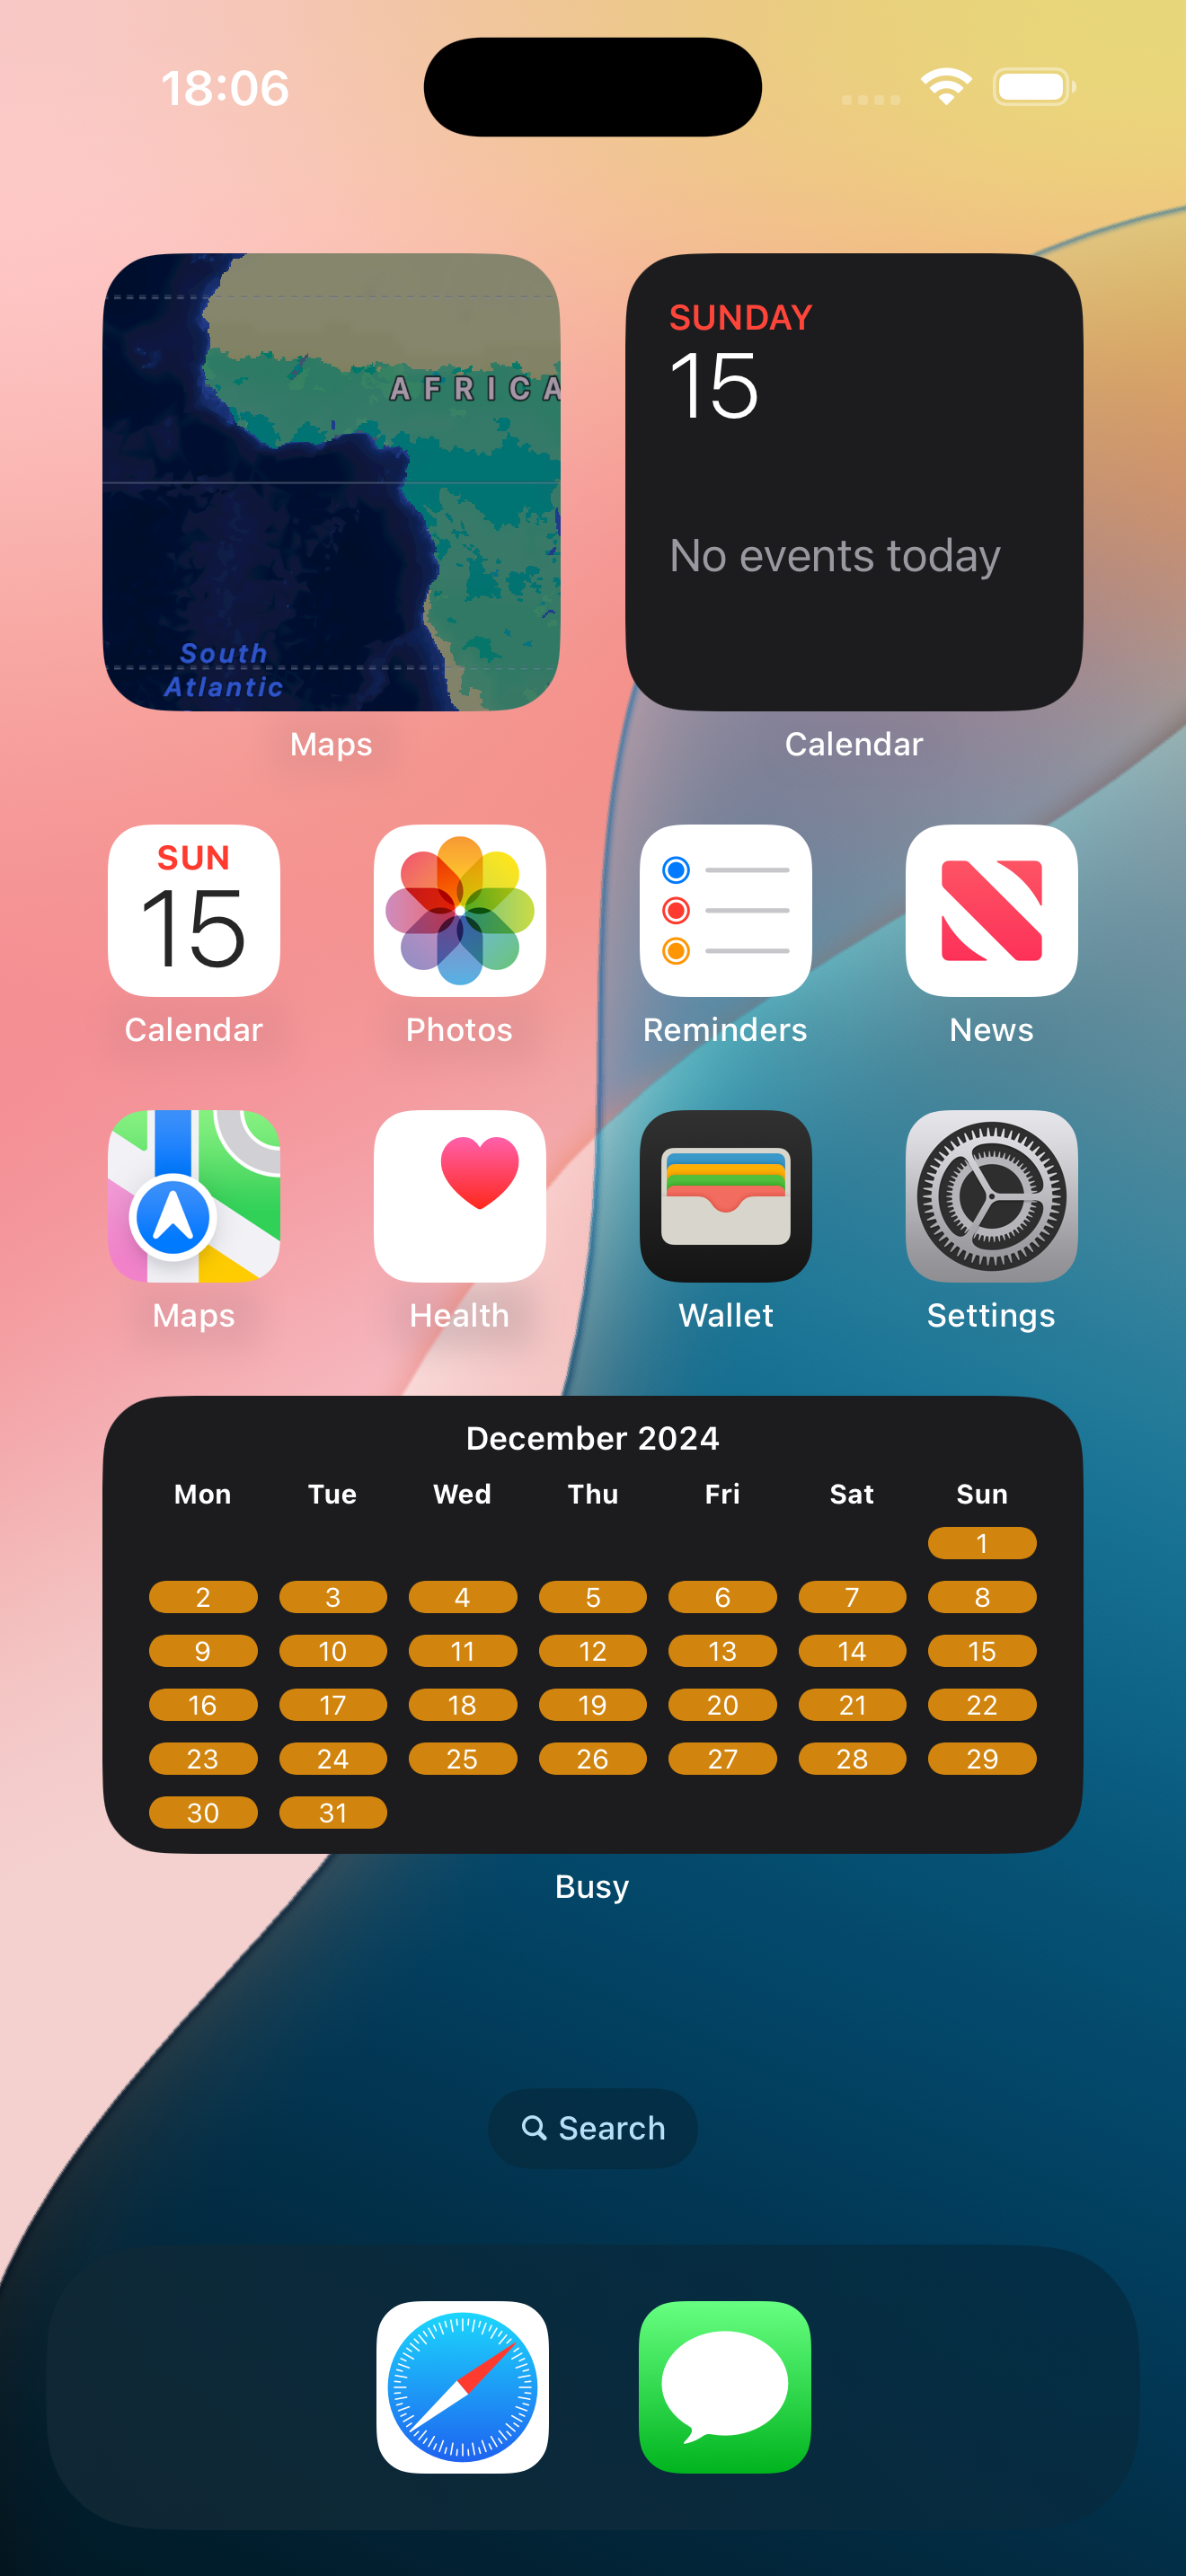 18:06
AFRICA
South
Atlantic
Maps
SUNDAY
15
No events today
Calendar
SUN
15
Calendar
Photos
Reminders
News
Maps
Health
Wallet
Settings
December 2024
Mon Tue Wed Thu Fri Sat Sun
1
2 3 4 5 6 7 8
9 10 11 12 13 14 15
16 17 18 19 20 21 22
23 24 25 26 27 28 29
30 31
Busy
Search